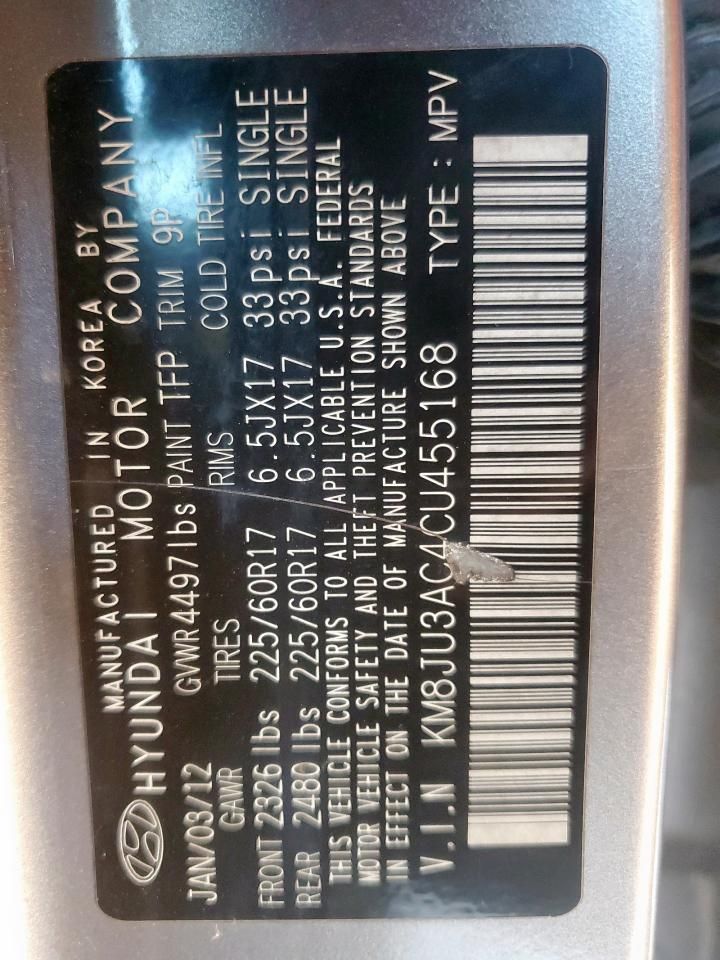 MANUFACTURED IN KOREA BY
HYUNDAI MOTOR COMPANY
JAN/03/12 GVWR 4497lbs PAINT TFP TRIM 9P
GAWR TIRES RIMS COLD TIRE INFL
FRONT 2326 lbs 225/60R17 6.5JX17 33psi SINGLE
REAR 2480 lbs 225/60R17 6.5JX17 33psi SINGLE
THIS VEHICLE CONFORMS TO ALL APPLICABLE U.S.A. FEDERAL
MOTOR VEHICLE SAFETY AND THEFT PREVENTION STANDARDS
IN EFFECT ON THE DATE OF MANUFACTURE SHOWN ABOVE
V.I.N KM8JU3AC4CU455168 TYPE : MPV